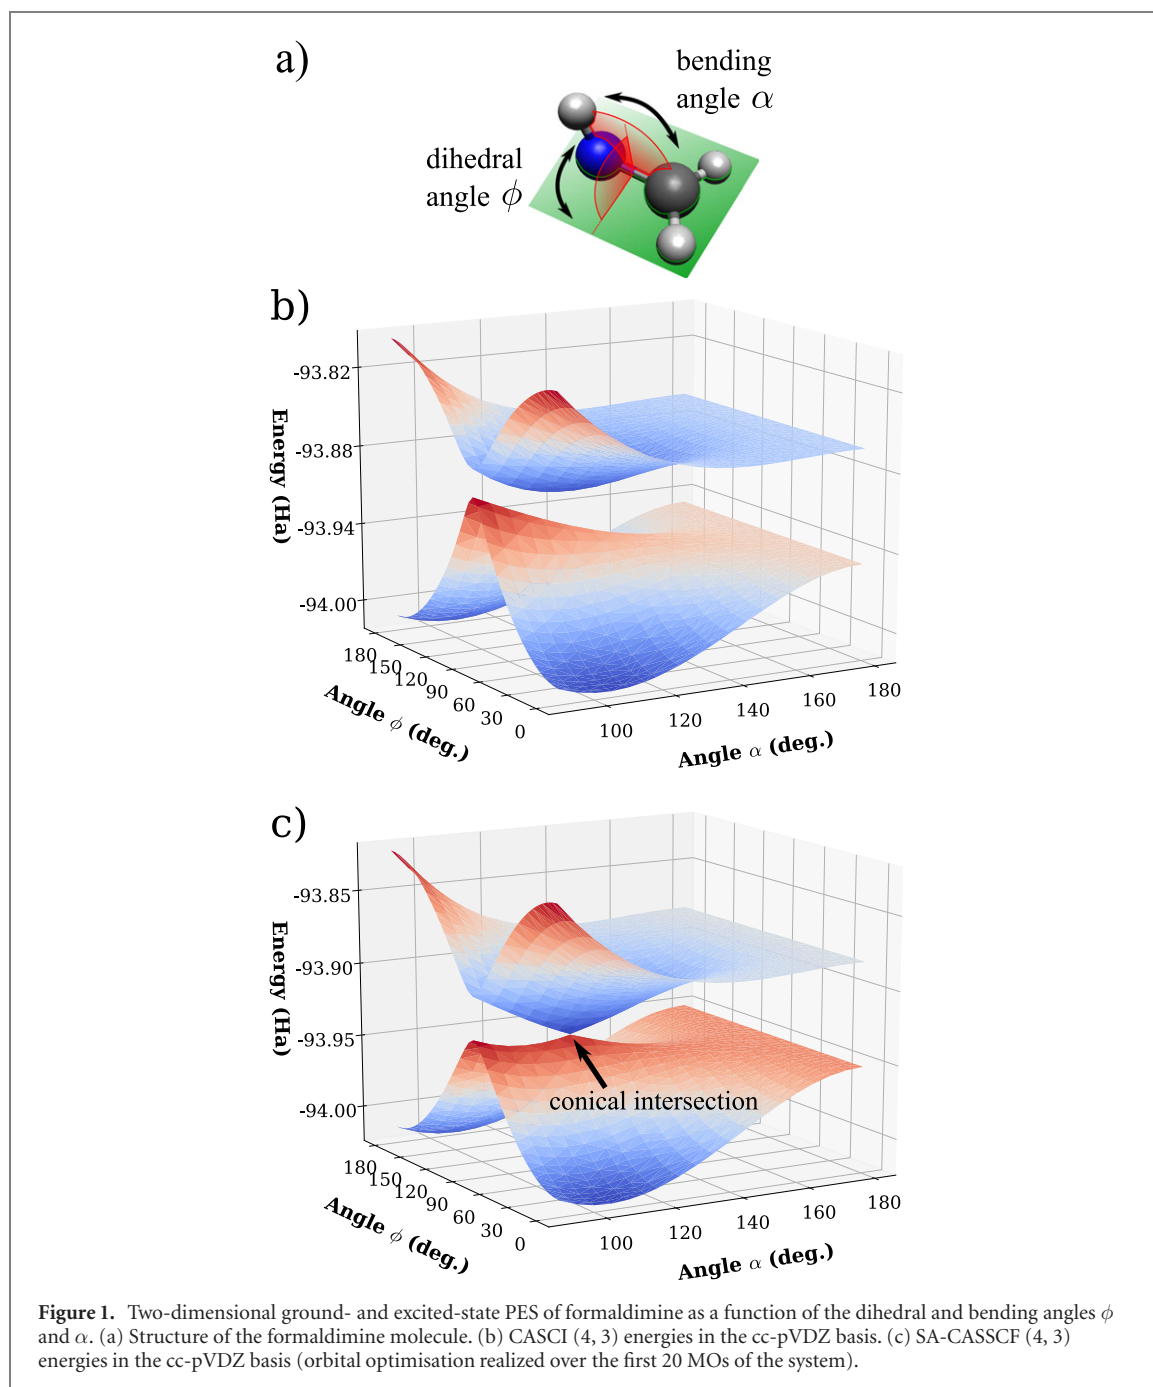 a)
bending
angle α
dihedral
angle ϕ
b)
-93.82
-93.88
-93.94
-94.00
Energy (Ha)
180
150
120
90
60
30
0
Angle ϕ (deg.)
100
120
140
160
180
Angle α (deg.)
c)
-93.85
-93.90
-93.95
-94.00
Energy (Ha)
conical intersection
180
150
120
90
60
30
0
Angle ϕ (deg.)
100
120
140
160
180
Angle α (deg.)
Figure 1. Two-dimensional ground- and excited-state PES of formaldimine as a function of the dihedral and bending angles ϕ
and α. (a) Structure of the formaldimine molecule. (b) CASCI (4, 3) energies in the cc-pVDZ basis. (c) SA-CASSCF (4, 3)
energies in the cc-pVDZ basis (orbital optimisation realized over the first 20 MOs of the system).